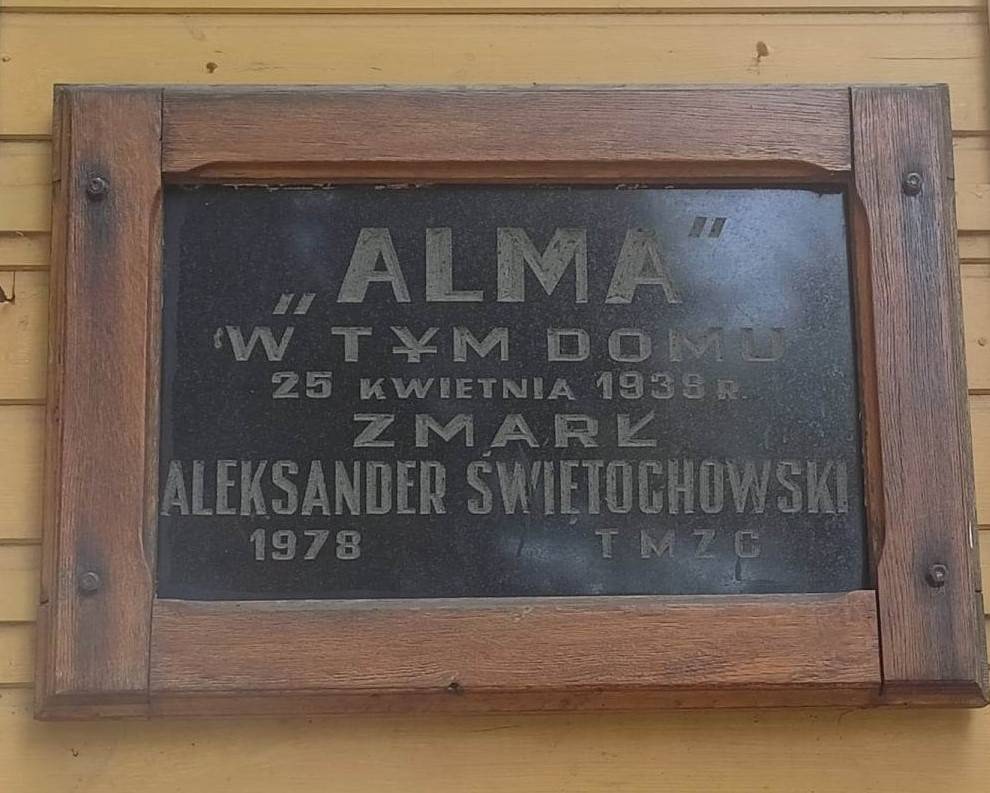 „ALMA”
W TYM DOMU
25 KWIETNIA 1938 R.
ZMARŁ
ALEKSANDER ŚWIĘTOCHOWSKI
1978 TMZC